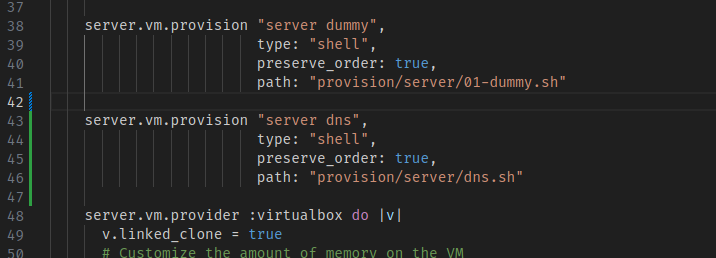 37
38 server.vm.provision "server dummy",
39 type: "shell",
40 preserve_order: true,
41 path: "provision/server/01-dummy.sh"
42
43 server.vm.provision "server dns",
44 type: "shell",
45 preserve_order: true,
46 path: "provision/server/dns.sh"
47
48 server.vm.provider :virtualbox do |v|
49 v.linked_clone = true
50 # Customize the amount of memory on the VM